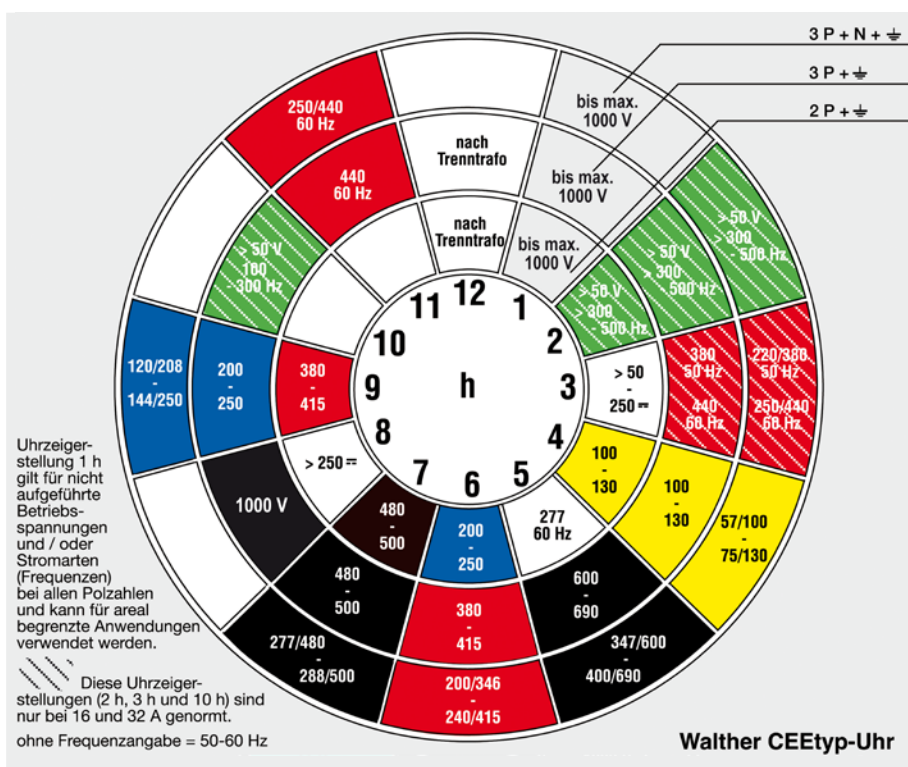 3 P + N + ⏚
3 P + ⏚
2 P + ⏚
bis max.
1000 V
bis max.
1000 V
bis max.
1000 V
> 50 V
> 300
- 500 Hz
> 50 V
> 300
500 Hz
> 50 V
> 300
- 500 Hz
220/380
50 Hz
250/440
60 Hz
380
50 Hz
440
60 Hz
> 50
-
250 ⎓
57/100
-
75/130
100
-
130
100
-
130
347/600
-
400/690
600
-
690
277
60 Hz
200/346
-
240/415
380
-
415
200
-
250
277/480
-
288/500
480
-
500
480
-
500
1000 V
> 250 ⎓
120/208
-
144/250
200
-
250
380
-
415
> 50 V
100
- 300 Hz
250/440
60 Hz
440
60 Hz
nach
Trenntrafo
nach
Trenntrafo
12
1
2
3
4
5
6
7
8
9
10
11
h
Uhrzeiger-
stellung 1 h
gilt für nicht
aufgeführte
Betriebs-
spannungen
und / oder
Stromarten
(Frequenzen)
bei allen Polzahlen
und kann für areal
begrenzte Anwendungen
verwendet werden.
Diese Uhrzeiger-
stellungen (2 h, 3 h und 10 h) sind
nur bei 16 und 32 A genormt.
ohne Frequenzangabe = 50-60 Hz
Walther CEEtyp-Uhr